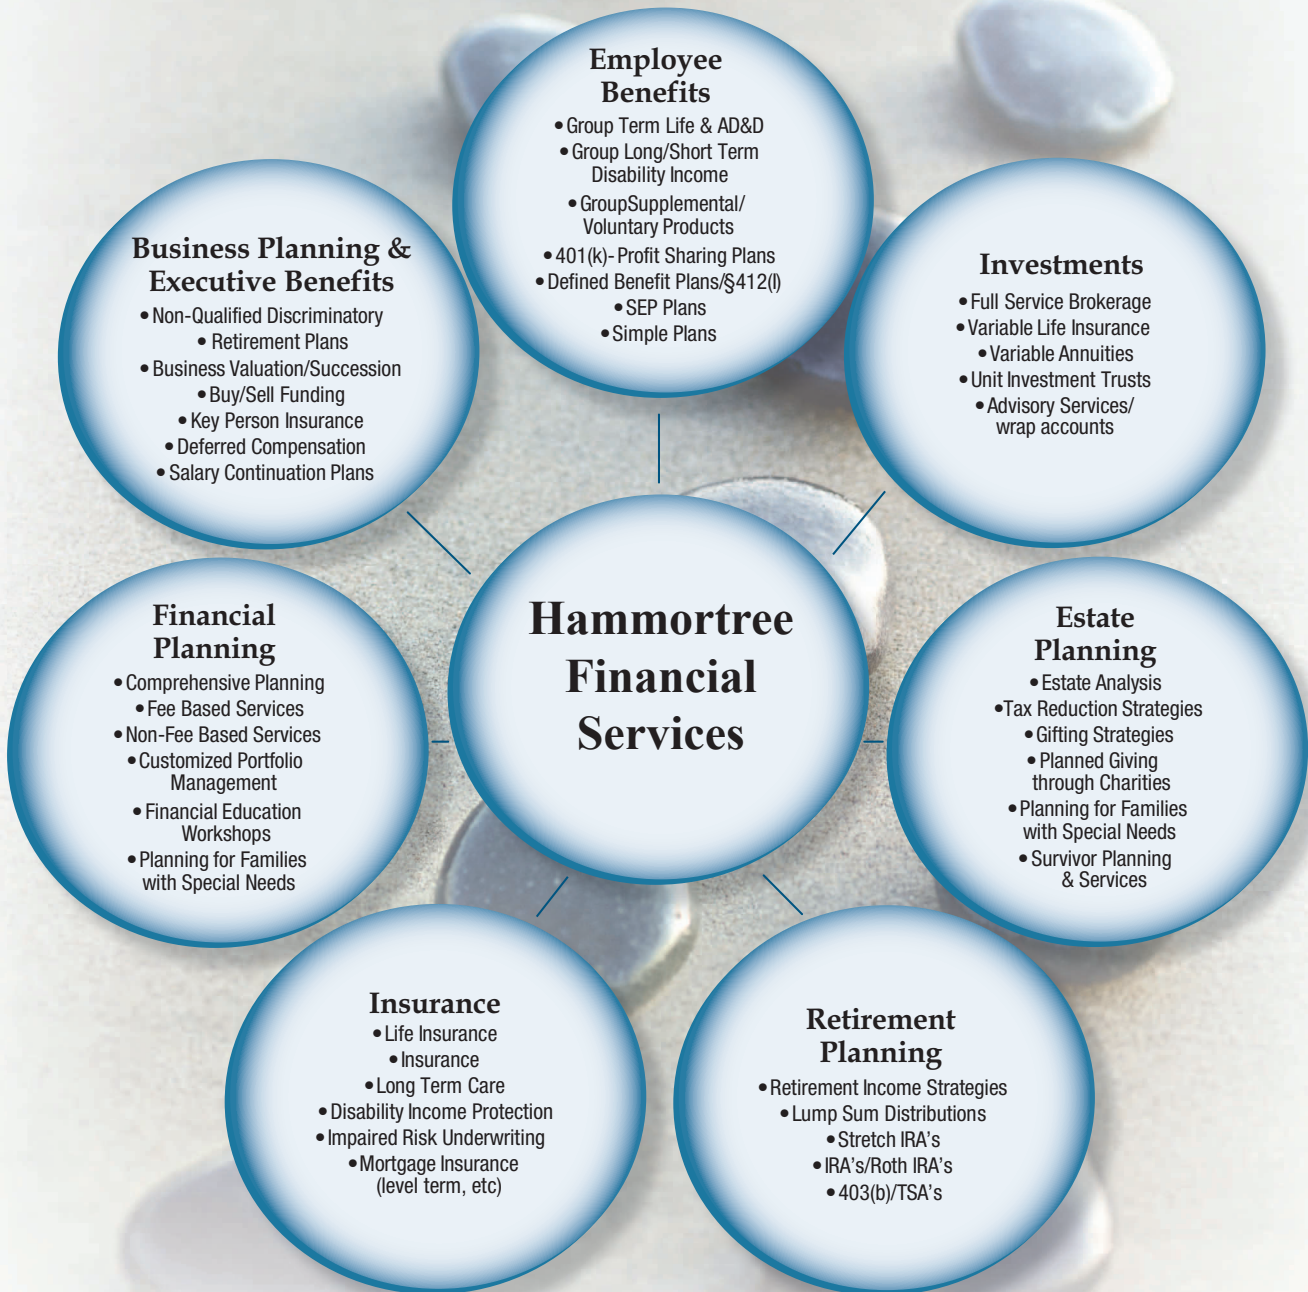 Employee
Benefits
• Group Term Life & AD&D
• Group Long/Short Term
Disability Income
• GroupSupplemental/
Voluntary Products
• 401(k)- Profit Sharing Plans
• Defined Benefit Plans/§412(l)
• SEP Plans
• Simple Plans
Business Planning &
Executive Benefits
• Non-Qualified Discriminatory
• Retirement Plans
• Business Valuation/Succession
• Buy/Sell Funding
• Key Person Insurance
• Deferred Compensation
• Salary Continuation Plans
Investments
• Full Service Brokerage
• Variable Life Insurance
• Variable Annuities
• Unit Investment Trusts
• Advisory Services/
wrap accounts
Hammortree
Financial
Services
Financial
Planning
• Comprehensive Planning
• Fee Based Services
• Non-Fee Based Services
• Customized Portfolio
Management
• Financial Education
Workshops
• Planning for Families
with Special Needs
Estate
Planning
• Estate Analysis
• Tax Reduction Strategies
• Gifting Strategies
• Planned Giving
through Charities
• Planning for Families
with Special Needs
• Survivor Planning
& Services
Insurance
• Life Insurance
• Insurance
• Long Term Care
• Disability Income Protection
• Impaired Risk Underwriting
• Mortgage Insurance
(level term, etc)
Retirement
Planning
• Retirement Income Strategies
• Lump Sum Distributions
• Stretch IRA's
• IRA's/Roth IRA's
• 403(b)/TSA's